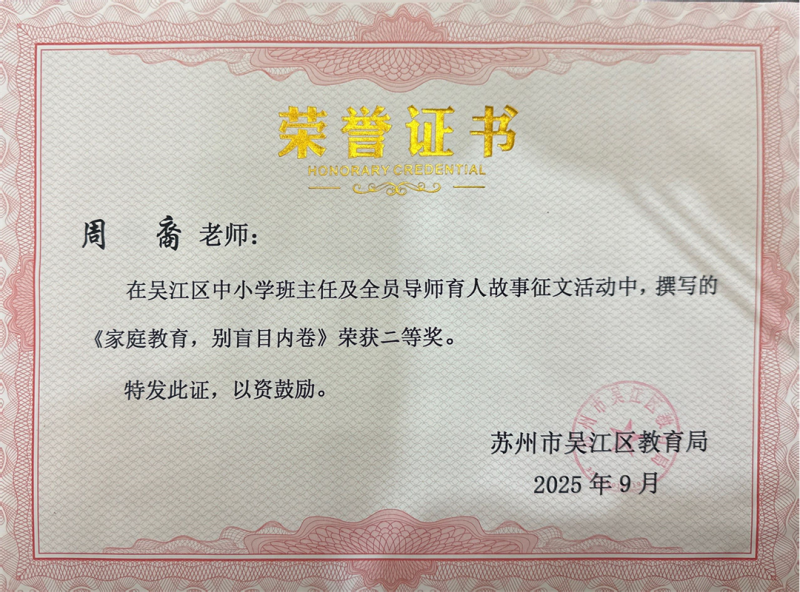 荣誉证书
HONORARY CREDENTIAL
周 裔 老师：
在吴江区中小学班主任及全员导师育人故事征文活动中，撰写的
《家庭教育，别盲目内卷》荣获二等奖。
特发此证，以资鼓励。
苏州市吴江区教育局
2025年9月